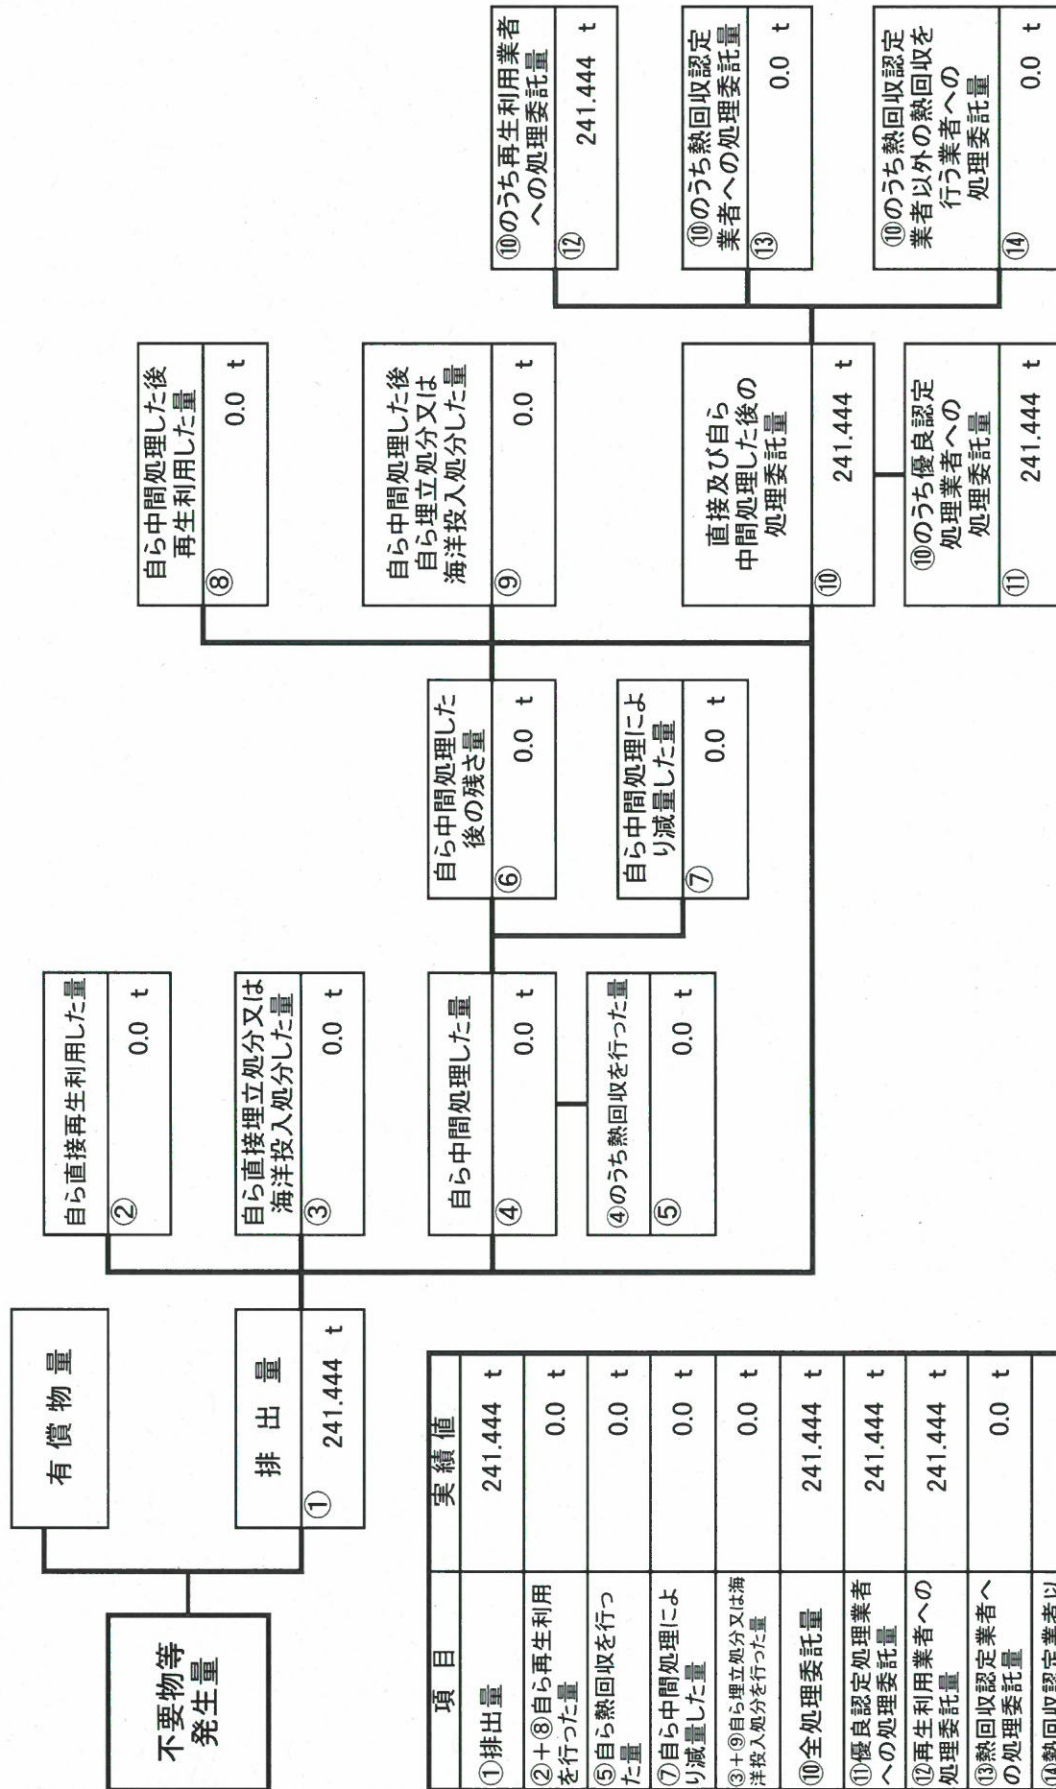 不要物等
発生量
有償物量
排出量
①
241.444 t
自ら直接再生利用した量
②
0.0 t
自ら直接埋立処分又は
海洋投入処分した量
③
0.0 t
自ら中間処理した量
④
0.0 t
④のうち熱回収を行った量
⑤
0.0 t
自ら中間処理した
後の残さ量
⑥
0.0 t
自ら中間処理によ
り減量した量
⑦
0.0 t
自ら中間処理した後
再生利用した量
⑧
0.0 t
自ら中間処理した後
自ら埋立処分又は
海洋投入処分した量
⑨
0.0 t
直接及び自ら
中間処理した後の
処理委託量
⑩
241.444 t
⑩のうち優良認定
処理業者への
処理委託量
⑪
241.444 t
⑩のうち再生利用業者
への処理委託量
⑫
241.444 t
⑩のうち熱回収認定
業者への処理委託量
⑬
0.0 t
⑩のうち熱回収認定
業者以外の熱回収を
行う業者への
処理委託量
⑭
0.0 t
項目 実績値
①排出量 241.444 t
②+⑧自ら再生利用
を行った量 0.0 t
⑤自ら熱回収を行っ
た量 0.0 t
⑦自ら中間処理によ
り減量した量 0.0 t
③+⑨自ら埋立処分又は海
洋投入処分を行った量 0.0 t
⑩全処理委託量 241.444 t
⑪優良認定処理業者
への処理委託量 241.444 t
⑫再生利用業者への
処理委託量 241.444 t
⑬熱回収認定業者へ
の処理委託量 0.0 t
⑭熱回収認定業者以